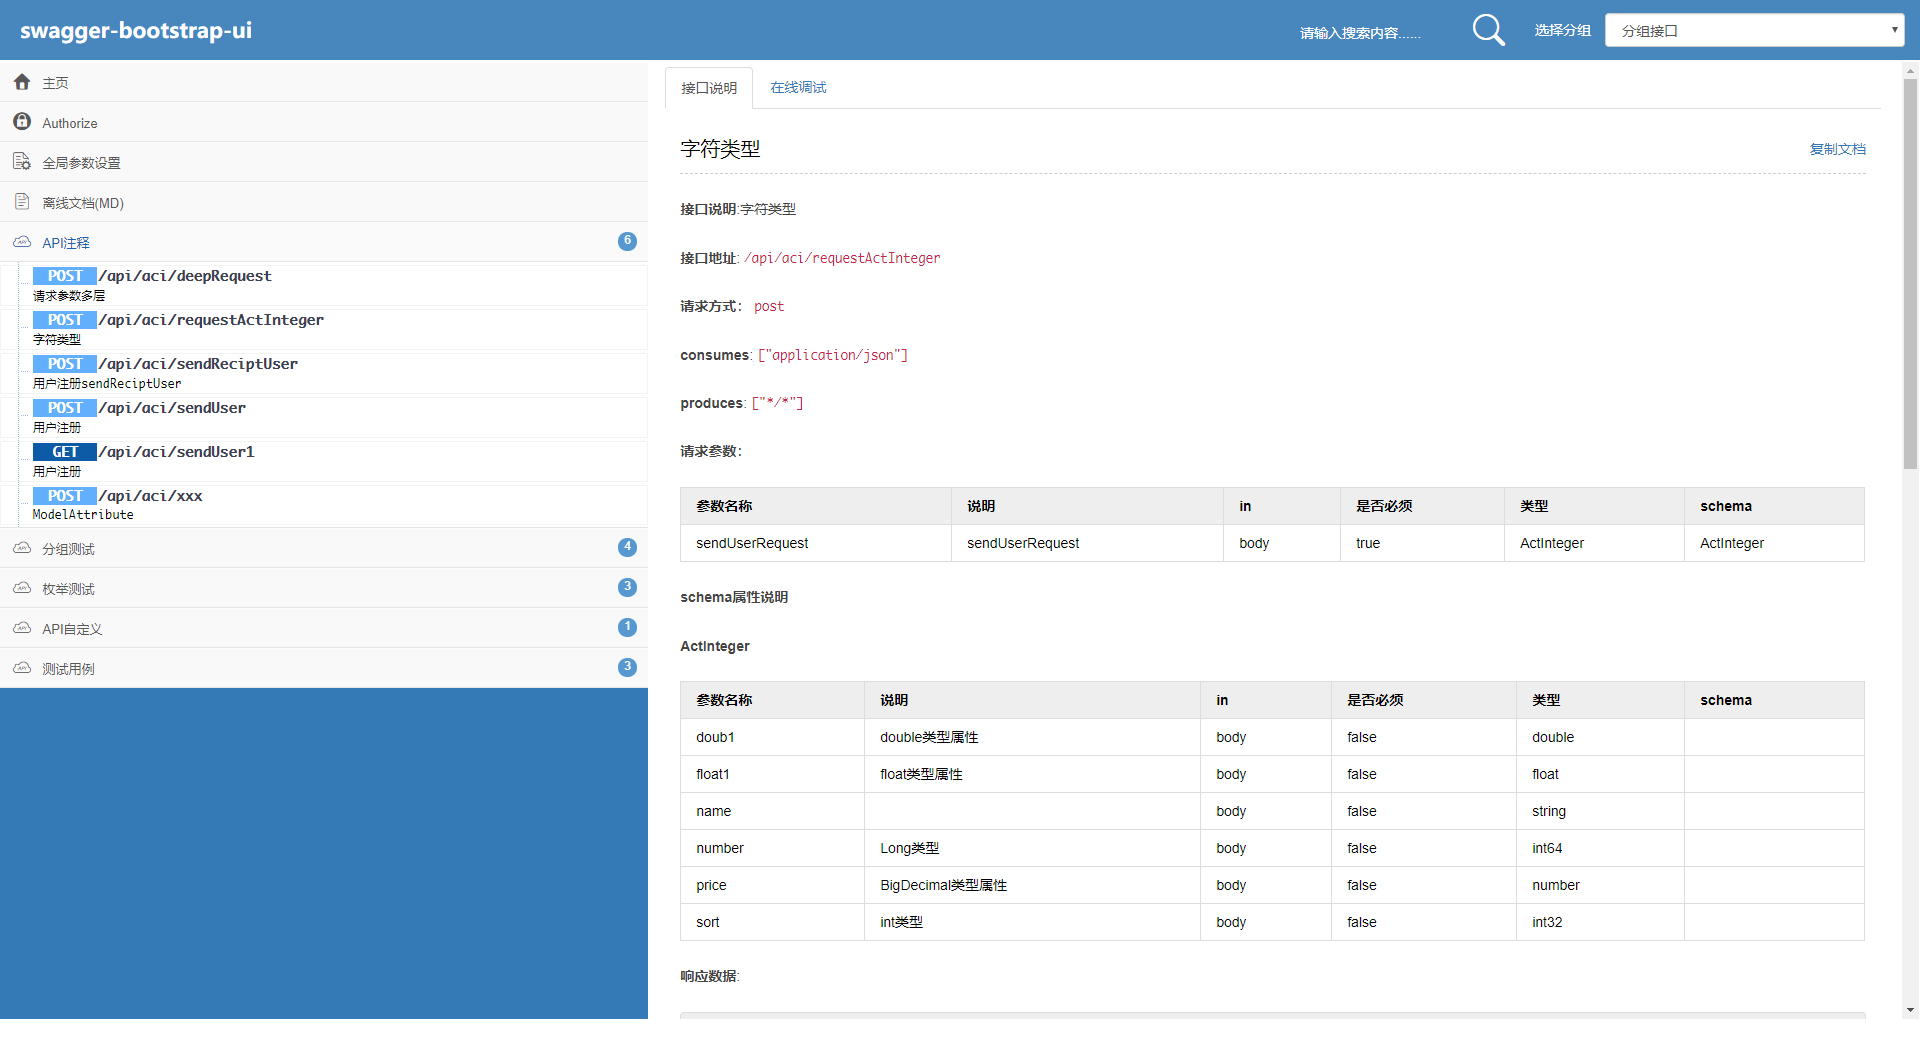 swagger-bootstrap-ui
请输入搜索内容......
选择分组
分组接口
主页
Authorize
全局参数设置
离线文档(MD)
API注释
6
POST /api/aci/deepRequest
请求参数多层
POST /api/aci/requestActInteger
字符类型
POST /api/aci/sendReciptUser
用户注册sendReciptUser
POST /api/aci/sendUser
用户注册
GET /api/aci/sendUser1
用户注册
POST /api/aci/xxx
ModelAttribute
分组测试
4
枚举测试
3
API自定义
1
测试用例
3
接口说明 在线调试
字符类型
复制文档
接口说明:字符类型
接口地址: /api/aci/requestActInteger
请求方式： post
consumes: ["application/json"]
produces: ["*/*"]
请求参数：
参数名称 说明 in 是否必须 类型 schema
sendUserRequest sendUserRequest body true ActInteger ActInteger
schema属性说明
ActInteger
参数名称 说明 in 是否必须 类型 schema
doub1 double类型属性 body false double
float1 float类型属性 body false float
name body false string
number Long类型 body false int64
price BigDecimal类型属性 body false number
sort int类型 body false int32
响应数据: